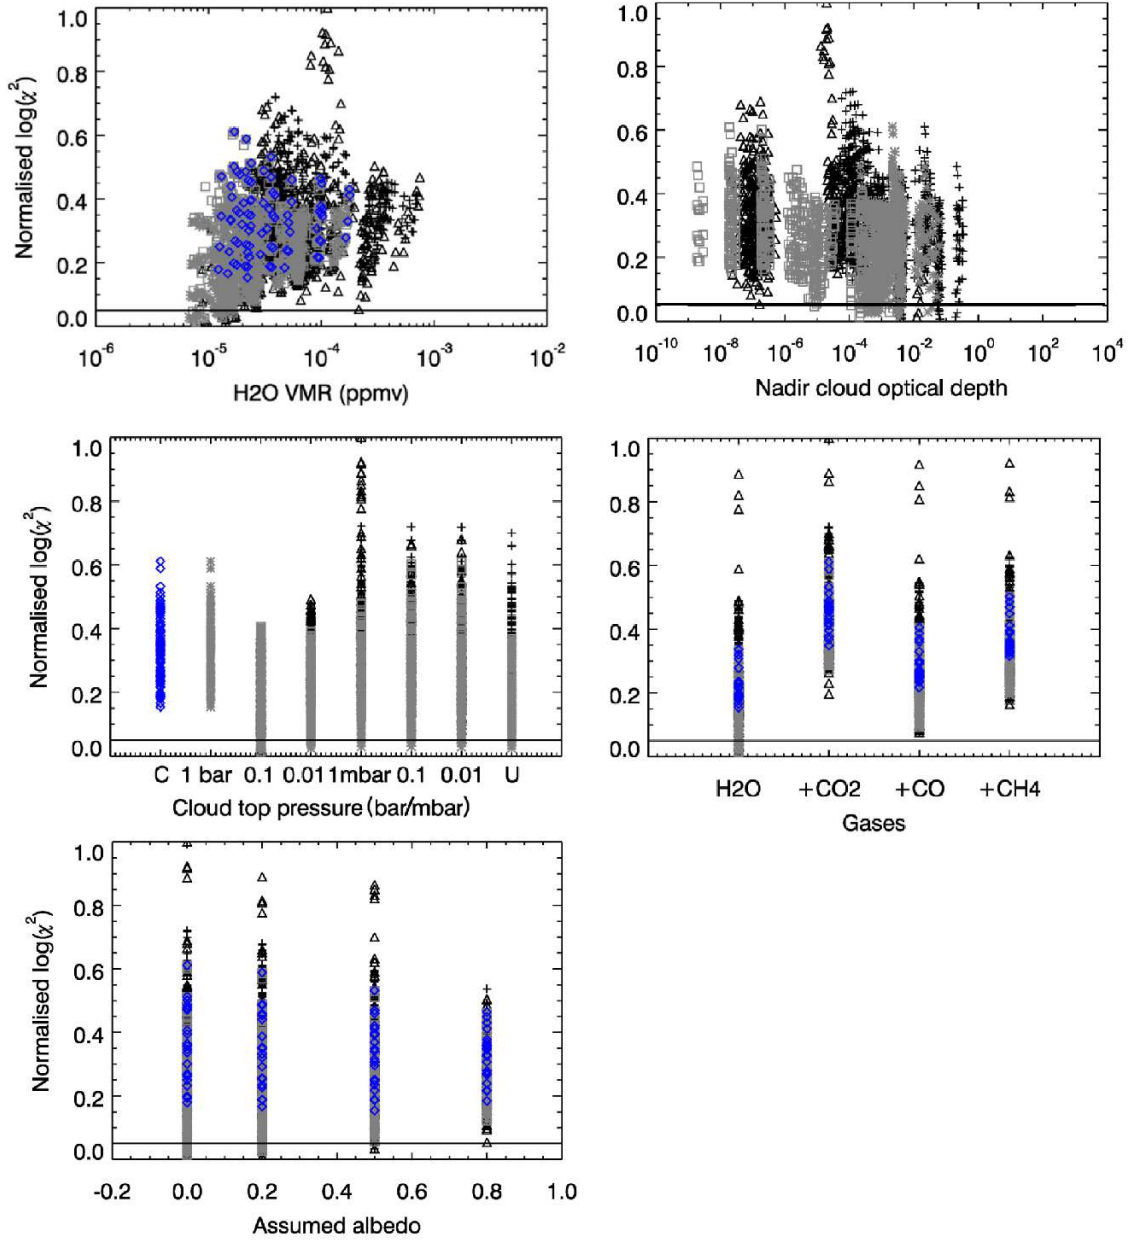 Normalised log(χ²)
1.0
0.8
0.6
0.4
0.2
0.0
10⁻⁶ 10⁻⁵ 10⁻⁴ 10⁻³ 10⁻²
H2O VMR (ppmv)
1.0
0.8
0.6
0.4
0.2
0.0
10⁻¹⁰ 10⁻⁸ 10⁻⁶ 10⁻⁴ 10⁻² 10⁰ 10² 10⁴
Nadir cloud optical depth
Normalised log(χ²)
1.0
0.8
0.6
0.4
0.2
0.0
C 1 bar 0.1 0.01 1mbar 0.1 0.01 U
Cloud top pressure(bar/mbar)
1.0
0.8
0.6
0.4
0.2
0.0
H2O +CO2 +CO +CH4
Gases
Normalised log(χ²)
1.0
0.8
0.6
0.4
0.2
0.0
-0.2 0.0 0.2 0.4 0.6 0.8 1.0
Assumed albedo